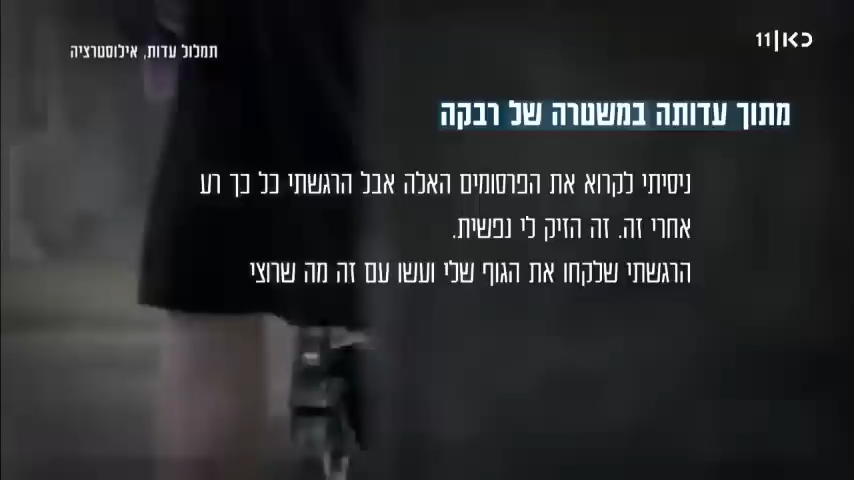 כאן 11
תמלול עדות, אילוסטרציה
מתוך עדותה במשטרה של רבקה
ניסיתי לקרוא את הפרסומים האלה אבל הרגשתי כל כך רע
אחרי זה. זה הזיק לי נפשית.
הרגשתי שלקחו את הגוף שלי ועשו עם זה מה שרוצי